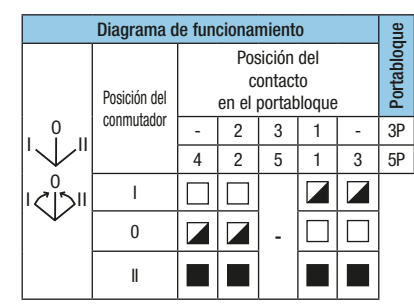 Diagrama de funcionamiento
Portabloque
Posición del
conmutador
Posición del
contacto
en el portabloque
- 2 3 1 - 3P
4 2 5 1 3 5P
0
I II
0
I II
I
0 -
II